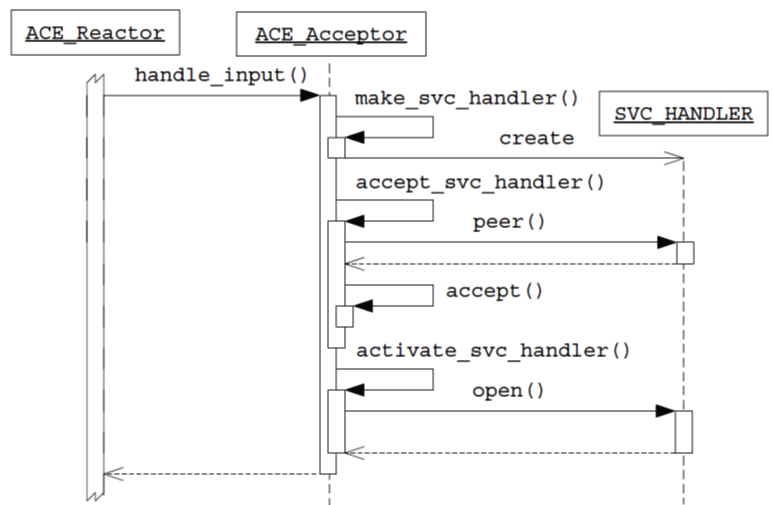 ACE_Reactor
ACE_Acceptor
handle_input()
make_svc_handler()
SVC_HANDLER
create
accept_svc_handler()
peer()
accept()
activate_svc_handler()
open()